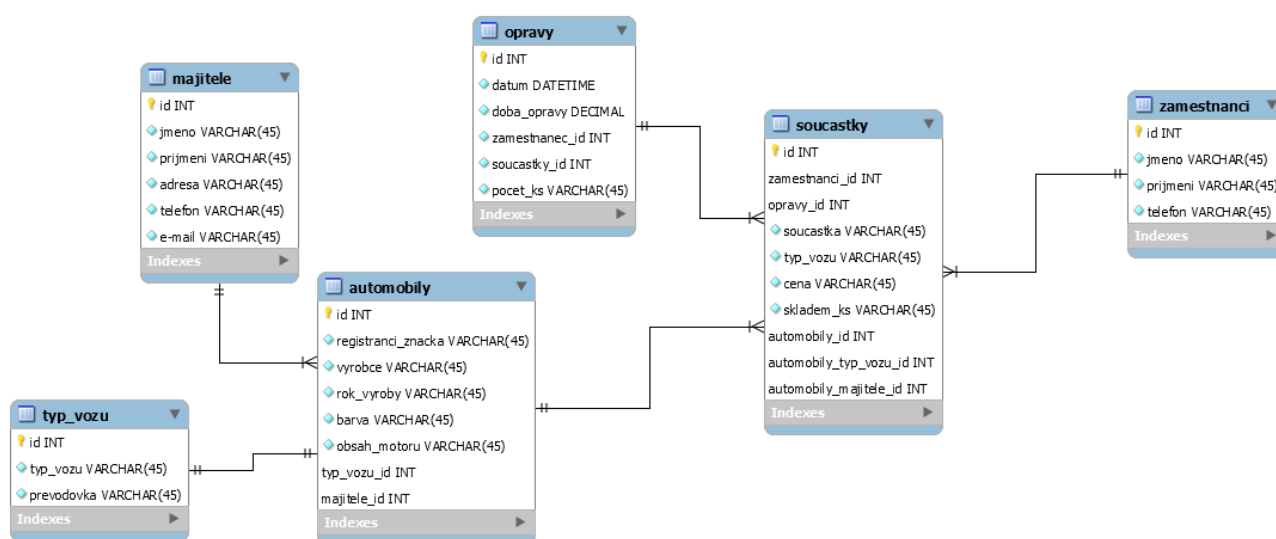 opravy
id INT
datum DATETIME
doba_opravy DECIMAL
zamestnanec_id INT
soucastky_id INT
pocet_ks VARCHAR(45)
Indexes
majitele
id INT
jmeno VARCHAR(45)
prijmeni VARCHAR(45)
adresa VARCHAR(45)
telefon VARCHAR(45)
e-mail VARCHAR(45)
Indexes
soucastky
id INT
zamestnanci_id INT
opravy_id INT
soucastka VARCHAR(45)
typ_vozu VARCHAR(45)
cena VARCHAR(45)
skladem_ks VARCHAR(45)
automobily_id INT
automobily_typ_vozu_id INT
automobily_majitele_id INT
Indexes
zamestnanci
id INT
jmeno VARCHAR(45)
prijmeni VARCHAR(45)
telefon VARCHAR(45)
Indexes
automobily
id INT
registranci_znacka VARCHAR(45)
vyrobce VARCHAR(45)
rok_vyroby VARCHAR(45)
barva VARCHAR(45)
obsah_motoru VARCHAR(45)
typ_vozu_id INT
majitele_id INT
Indexes
typ_vozu
id INT
typ_vozu VARCHAR(45)
prevodovka VARCHAR(45)
Indexes